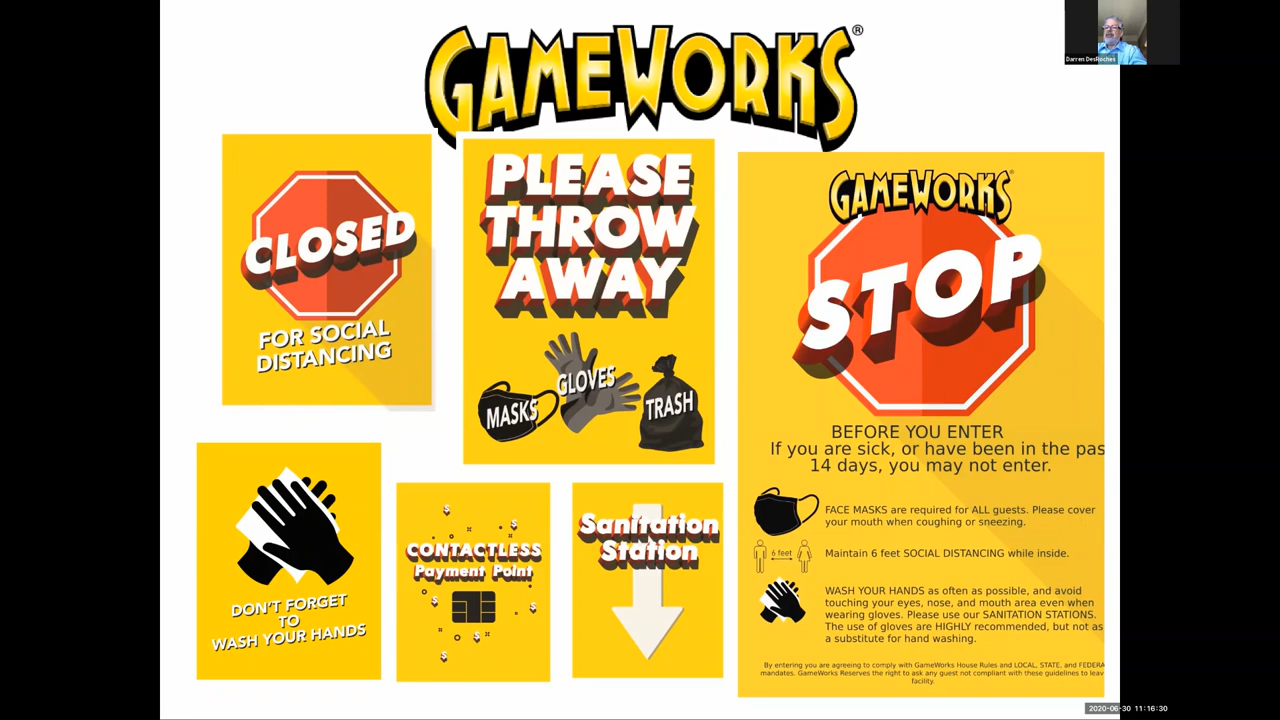 GAMEWORKS®
Darren DesRoches
CLOSED
FOR SOCIAL
DISTANCING
PLEASE
THROW
AWAY
MASKS
GLOVES
TRASH
GAMEWORKS
STOP
BEFORE YOU ENTER
If you are sick, or have been in the pas
14 days, you may not enter.
FACE MASKS are required for ALL guests. Please cover
your mouth when coughing or sneezing.
6 feet
Maintain 6 feet SOCIAL DISTANCING while inside.
WASH YOUR HANDS as often as possible, and avoid
touching your eyes, nose, and mouth area even when
wearing gloves. Please use our SANITATION STATIONS.
The use of gloves are HIGHLY recommended, but not as
a substitute for hand washing.
By entering you are agreeing to comply with GameWorks House Rules and LOCAL, STATE, and FEDERA
mandates. GameWorks Reserves the right to ask any guest not compliant with these guidelines to leav
facility.
DON'T FORGET
TO
WASH YOUR HANDS
CONTACTLESS
Payment Point
Sanitation
Station
2020-06-30 11:16:30